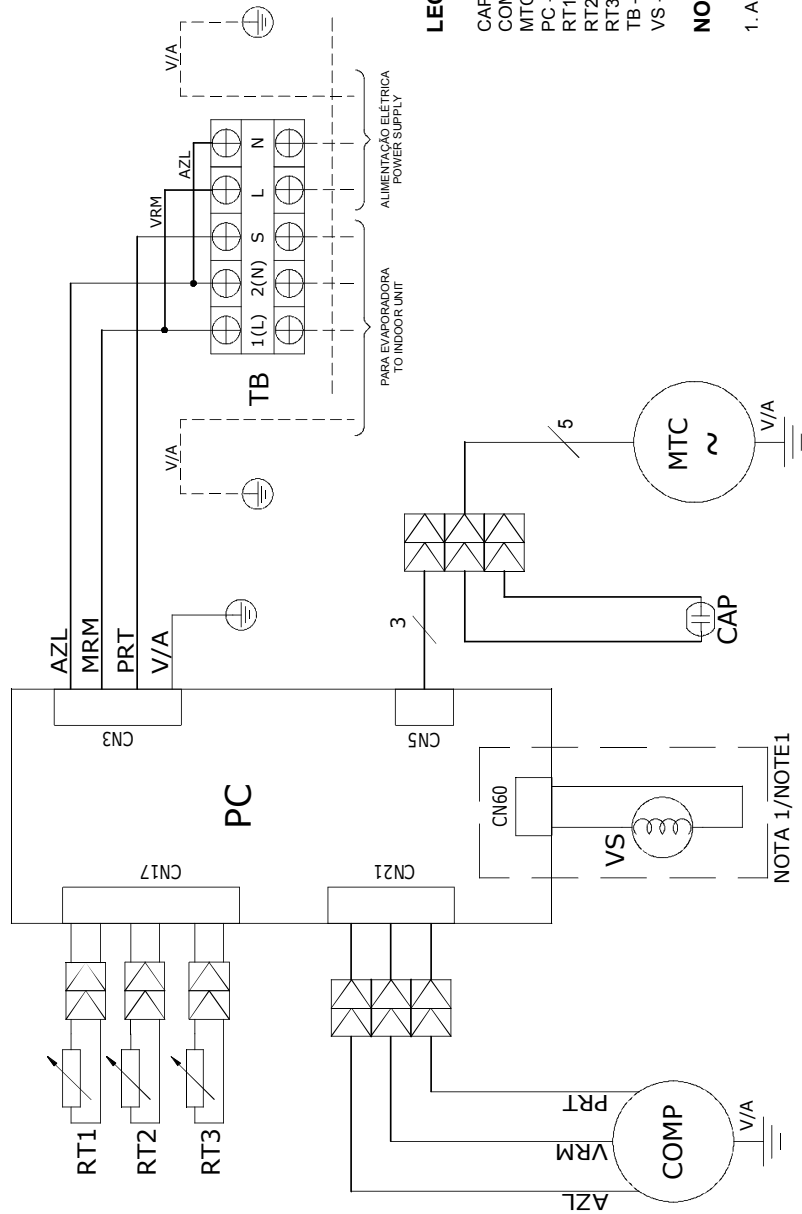 RT1
RT2
RT3
CN17
PC
CN3
AZL
MRM
PRT
V/A
V/A
TB
1(L)
2(N)
S
L
N
VRM
AZL
V/A
PARA EVAPORADORA
TO INDOOR UNIT
ALIMENTAÇÃO ELÉTRICA
POWER SUPPLY
CN21
CN60
CN5
VS
NOTA 1/NOTE1
3
5
CAP
MTC
~
V/A
AZL
VRM
PRT
COMP
V/A
LEG
CAP
COM
MTC
PC -
RT1
RT2
RT3
TB -
VS -
NO
1. A